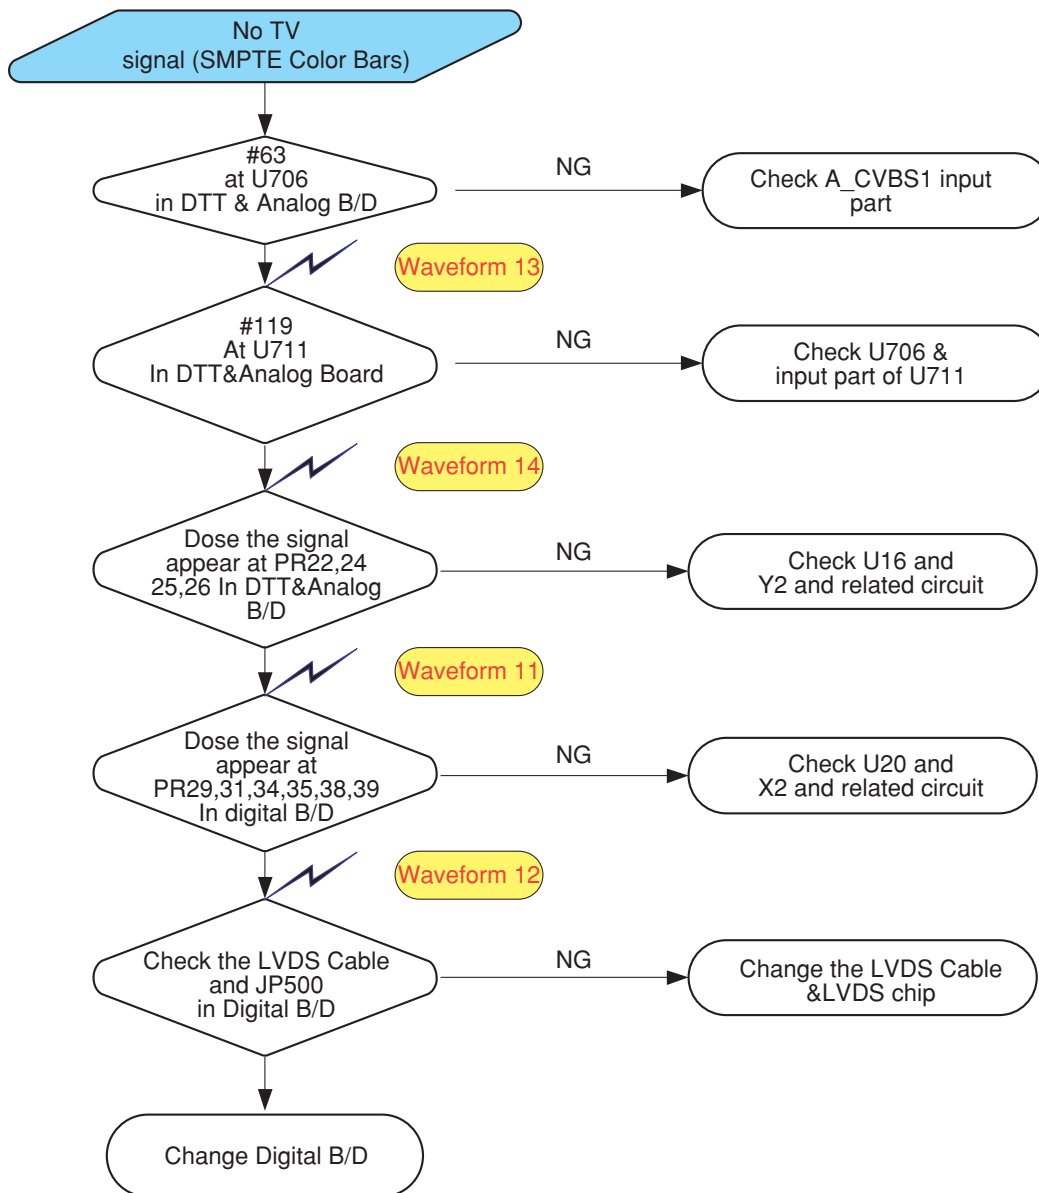 No TV
signal (SMPTE Color Bars)
#63
at U706
in DTT & Analog B/D
NG
Check A_CVBS1 input
part
Waveform 13
#119
At U711
In DTT&Analog Board
NG
Check U706 &
input part of U711
Waveform 14
Dose the signal
appear at PR22,24
25,26 In DTT&Analog
B/D
NG
Check U16 and
Y2 and related circuit
Waveform 11
Dose the signal
appear at
PR29,31,34,35,38,39
In digital B/D
NG
Check U20 and
X2 and related circuit
Waveform 12
Check the LVDS Cable
and JP500
in Digital B/D
NG
Change the LVDS Cable
&LVDS chip
Change Digital B/D